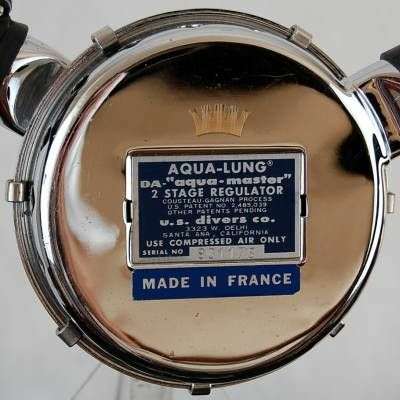 AQUA-LUNG®
DA-"aqua-master"
2 STAGE REGULATOR
COUSTEAU-GAGNAN PROCESS
U.S. PATENT NO. 2,485,039
OTHER PATENTS PENDING
u.s. divers co.
3323 W. DELHI
SANTA ANA, CALIFORNIA
USE COMPRESSED AIR ONLY
SERIAL NO
MADE IN FRANCE